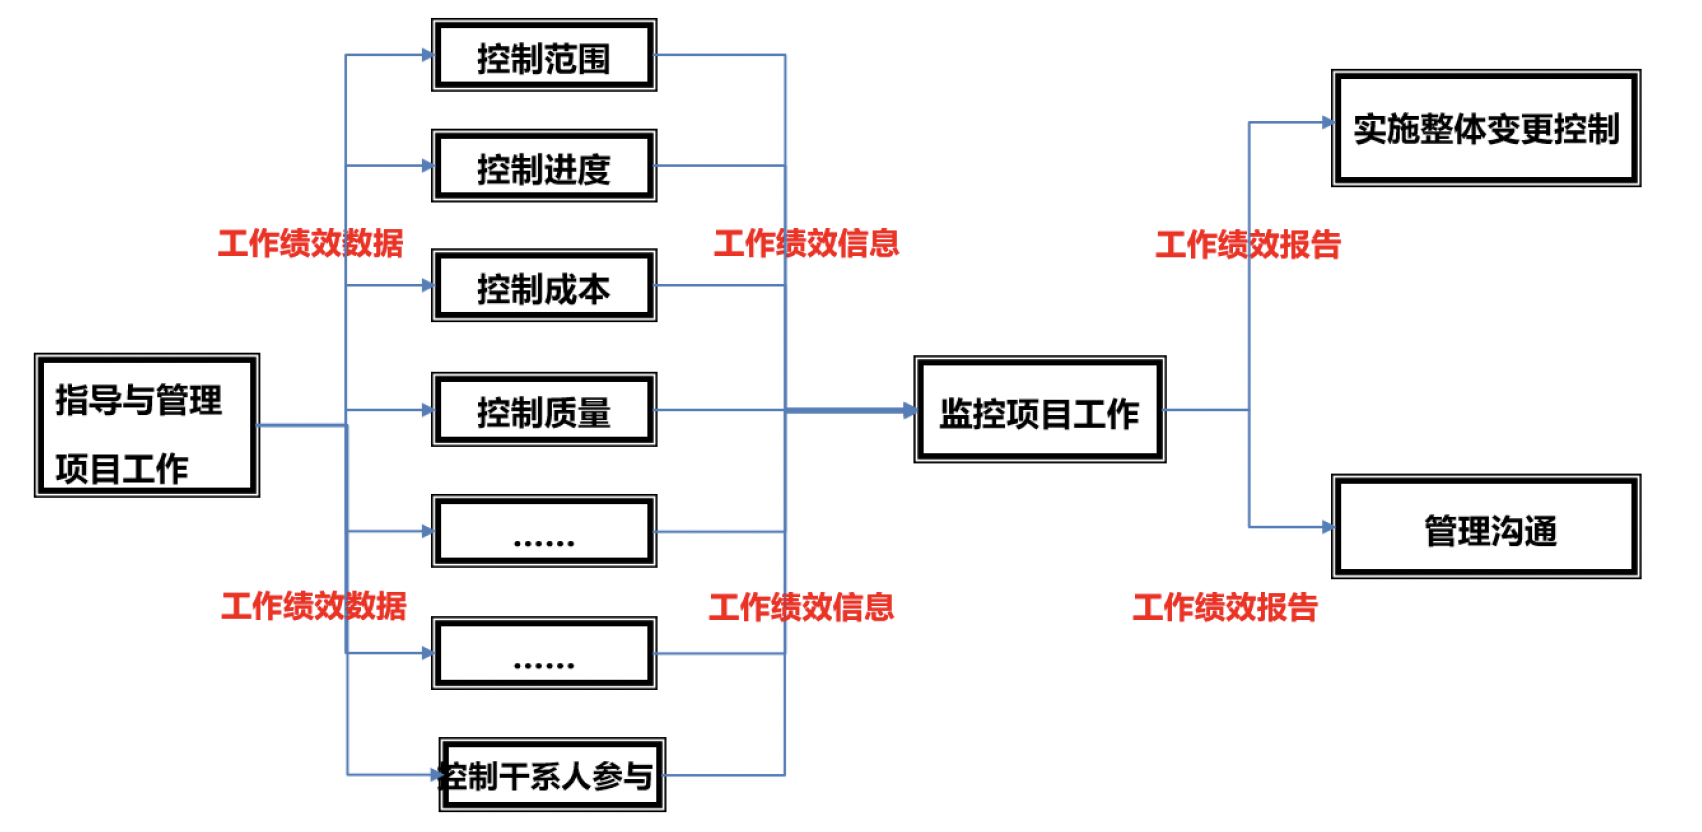 控制范围
实施整体变更控制
控制进度
工作绩效数据
工作绩效信息
工作绩效报告
控制成本
指导与管理
项目工作
控制质量
监控项目工作
......
管理沟通
工作绩效数据
工作绩效信息
工作绩效报告
......
控制干系人参与